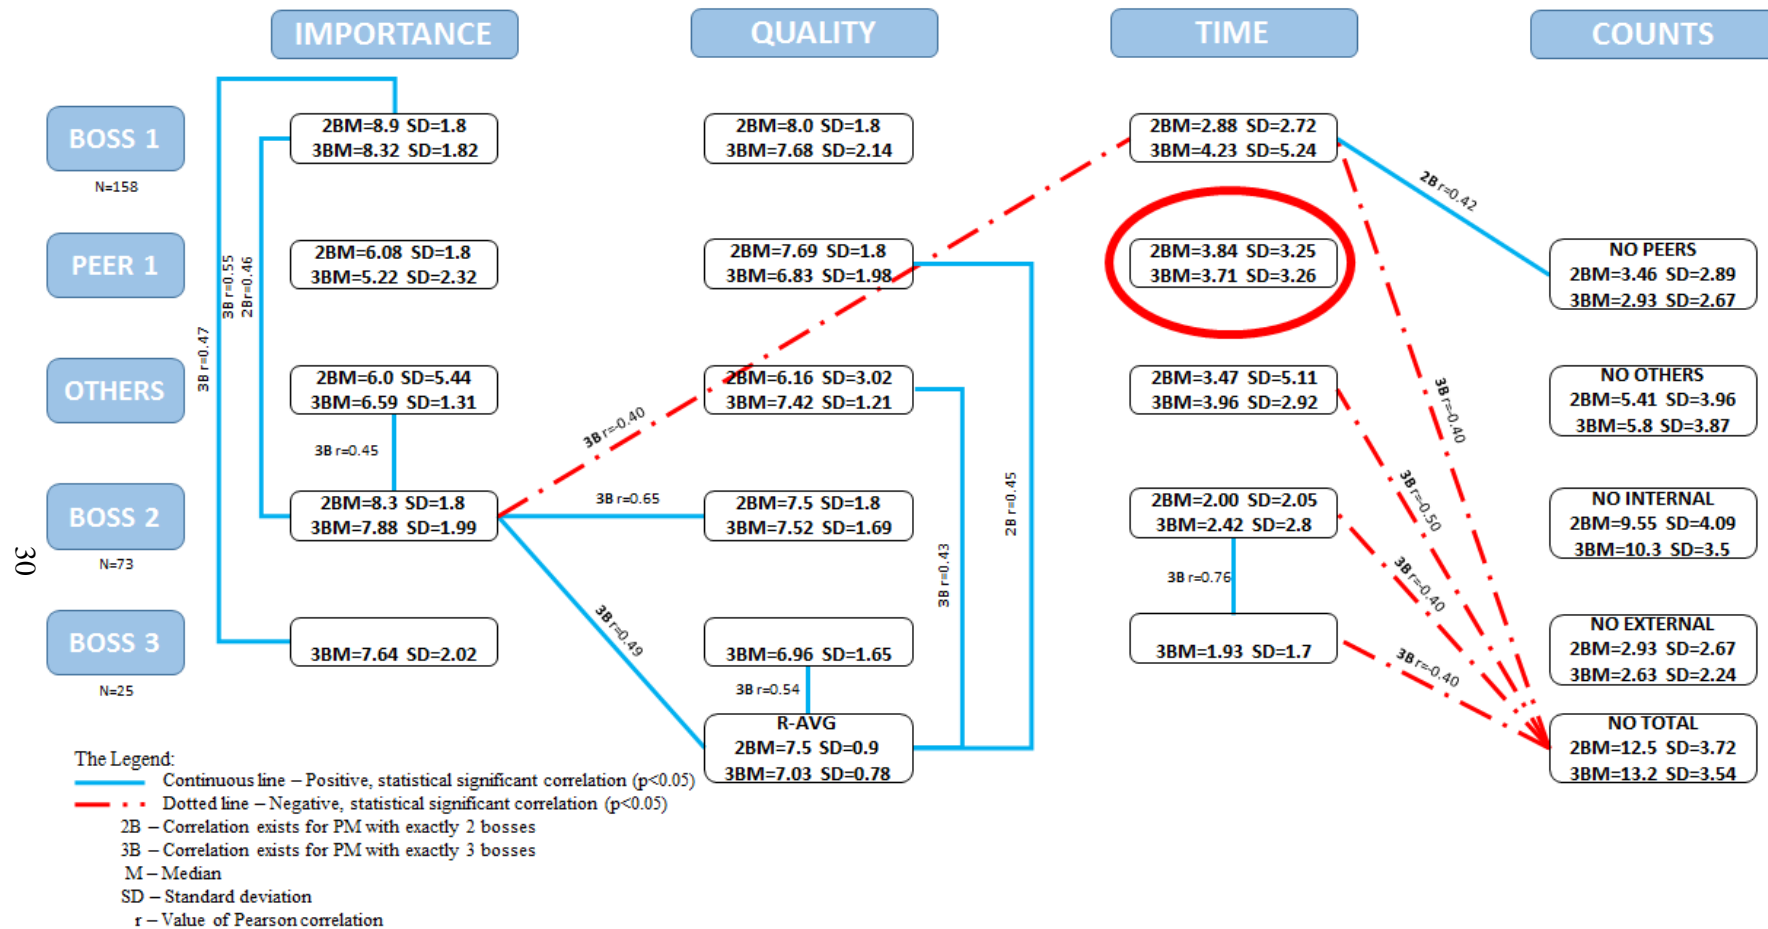 IMPORTANCE
QUALITY
TIME
COUNTS
BOSS 1
N=158
2BM=8.9 SD=1.8
3BM=8.32 SD=1.82
2BM=8.0 SD=1.8
3BM=7.68 SD=2.14
2BM=2.88 SD=2.72
3BM=4.23 SD=5.24
2B r=0.42
PEER 1
2BM=6.08 SD=1.8
3BM=5.22 SD=2.32
2BM=7.69 SD=1.8
3BM=6.83 SD=1.98
2BM=3.84 SD=3.25
3BM=3.71 SD=3.26
NO PEERS
2BM=3.46 SD=2.89
3BM=2.93 SD=2.67
3B r=0.47
3B r=0.55
2Br=0.46
OTHERS
2BM=6.0 SD=5.44
3BM=6.59 SD=1.31
2BM=6.16 SD=3.02
3BM=7.42 SD=1.21
2BM=3.47 SD=5.11
3BM=3.96 SD=2.92
NO OTHERS
2BM=5.41 SD=3.96
3BM=5.8 SD=3.87
3B r=0.45
3B r=-0.40
3B r=-0.40
BOSS 2
N=73
2BM=8.3 SD=1.8
3BM=7.88 SD=1.99
3B r=0.65
2BM=7.5 SD=1.8
3BM=7.52 SD=1.69
2B r=0.45
2BM=2.00 SD=2.05
3BM=2.42 SD=2.8
3B r=-0.50
NO INTERNAL
2BM=9.55 SD=4.09
3BM=10.3 SD=3.5
30
3B r=0.43
3B r=0.76
3B r=-0.40
BOSS 3
N=25
3BM=7.64 SD=2.02
3B r=0.49
3BM=6.96 SD=1.65
3B r=0.54
3BM=1.93 SD=1.7
3B r=-0.40
NO EXTERNAL
2BM=2.93 SD=2.67
3BM=2.63 SD=2.24
R-AVG
2BM=7.5 SD=0.9
3BM=7.03 SD=0.78
NO TOTAL
2BM=12.5 SD=3.72
3BM=13.2 SD=3.54
The Legend:
Continuous line – Positive, statistical significant correlation (p<0.05)
Dotted line – Negative, statistical significant correlation (p<0.05)
2B – Correlation exists for PM with exactly 2 bosses
3B – Correlation exists for PM with exactly 3 bosses
M – Median
SD – Standard deviation
r – Value of Pearson correlation